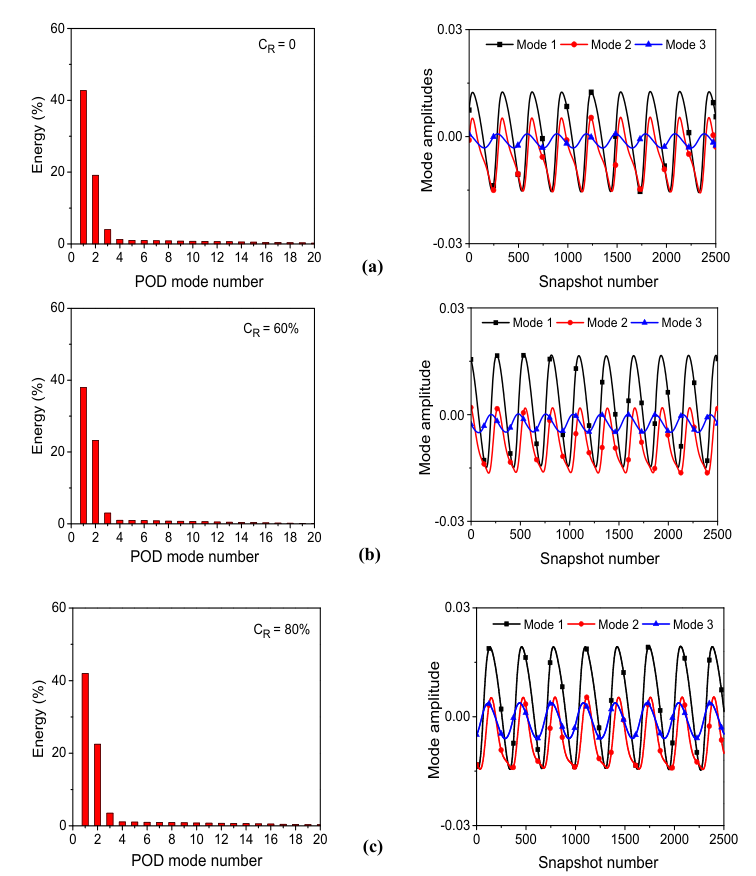 60
40
20
0
Energy (%)
C_R = 0
0 2 4 6 8 10 12 14 16 18 20
POD mode number
0.03
0.00
-0.03
Mode amplitudes
Mode 1 Mode 2 Mode 3
0 500 1000 1500 2000 2500
Snapshot number
(a)
60
40
20
0
Energy (%)
C_R = 60%
0 2 4 6 8 10 12 14 16 18 20
POD mode number
0.03
0.00
-0.03
Mode amplitude
Mode 1 Mode 2 Mode 3
0 500 1000 1500 2000 2500
Snapshot number
(b)
60
40
20
0
Energy (%)
C_R = 80%
0 2 4 6 8 10 12 14 16 18 20
POD mode number
0.03
0.00
-0.03
Mode amplitude
Mode 1 Mode 2 Mode 3
0 500 1000 1500 2000 2500
Snapshot number
(c)